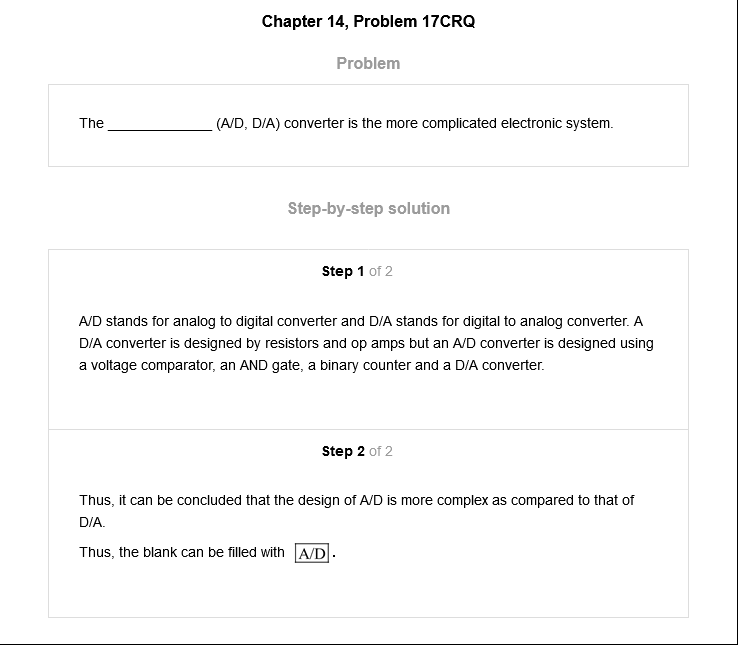 Chapter 14, Problem 17CRQ
Problem
The ______________ (A/D, D/A) converter is the more complicated electronic system.
Step-by-step solution
Step 1 of 2
A/D stands for analog to digital converter and D/A stands for digital to analog converter. A
D/A converter is designed by resistors and op amps but an A/D converter is designed using
a voltage comparator, an AND gate, a binary counter and a D/A converter.
Step 2 of 2
Thus, it can be concluded that the design of A/D is more complex as compared to that of
D/A.
Thus, the blank can be filled with A/D .